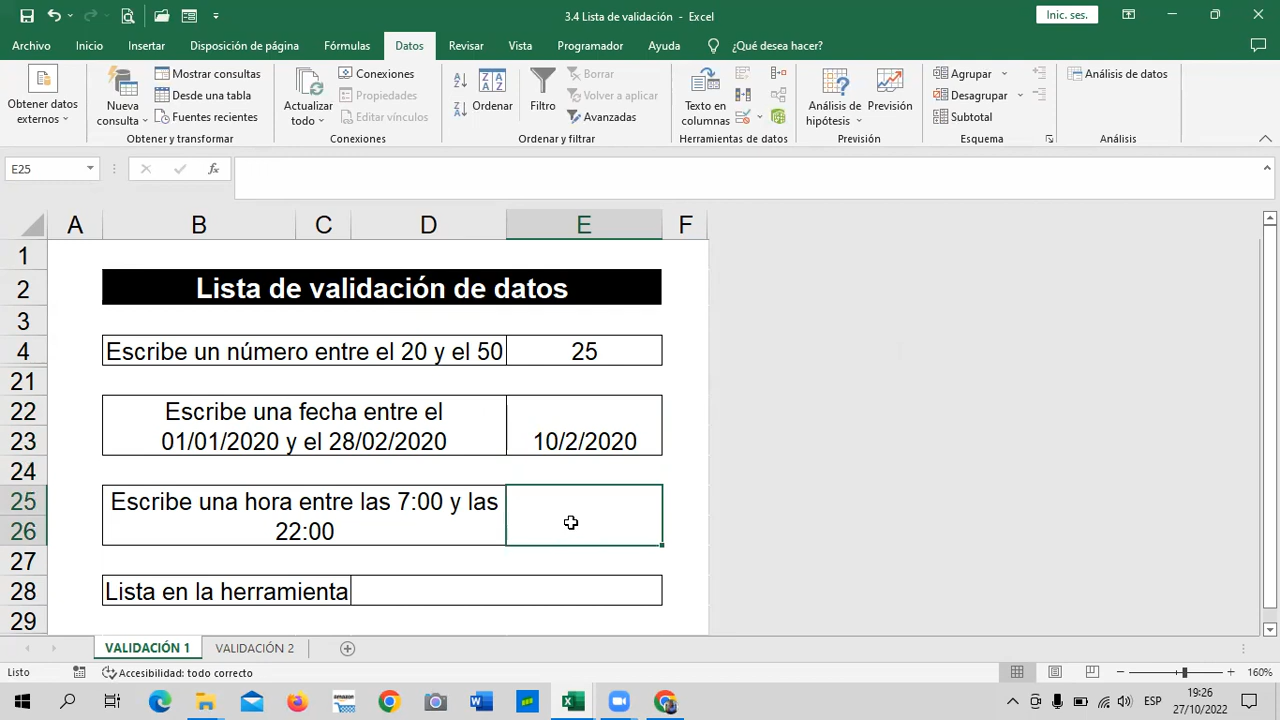 3.4 Lista de validación - Excel
Inic. ses.
Archivo Inicio Insertar Disposición de página Fórmulas Datos Revisar Vista Programador Ayuda ¿Qué desea hacer?
Obtener datos externos
Nueva consulta
Mostrar consultas
Desde una tabla
Fuentes recientes
Obtener y transformar
Actualizar todo
Conexiones
Propiedades
Editar vínculos
Conexiones
Ordenar
Filtro
Borrar
Volver a aplicar
Avanzadas
Ordenar y filtrar
Texto en columnas
Herramientas de datos
Análisis de hipótesis
Previsión
Previsión
Agrupar
Desagrupar
Subtotal
Esquema
Análisis de datos
Análisis
E25
fx
A B C D E F
1
2 Lista de validación de datos
3
4 Escribe un número entre el 20 y el 50 25
21
22 Escribe una fecha entre el
23 01/01/2020 y el 28/02/2020 10/2/2020
24
25 Escribe una hora entre las 7:00 y las
26 22:00
27
28 Lista en la herramienta
29
VALIDACIÓN 1 VALIDACIÓN 2
Listo Accesibilidad: todo correcto 160%
ESP
19:26
27/10/2022